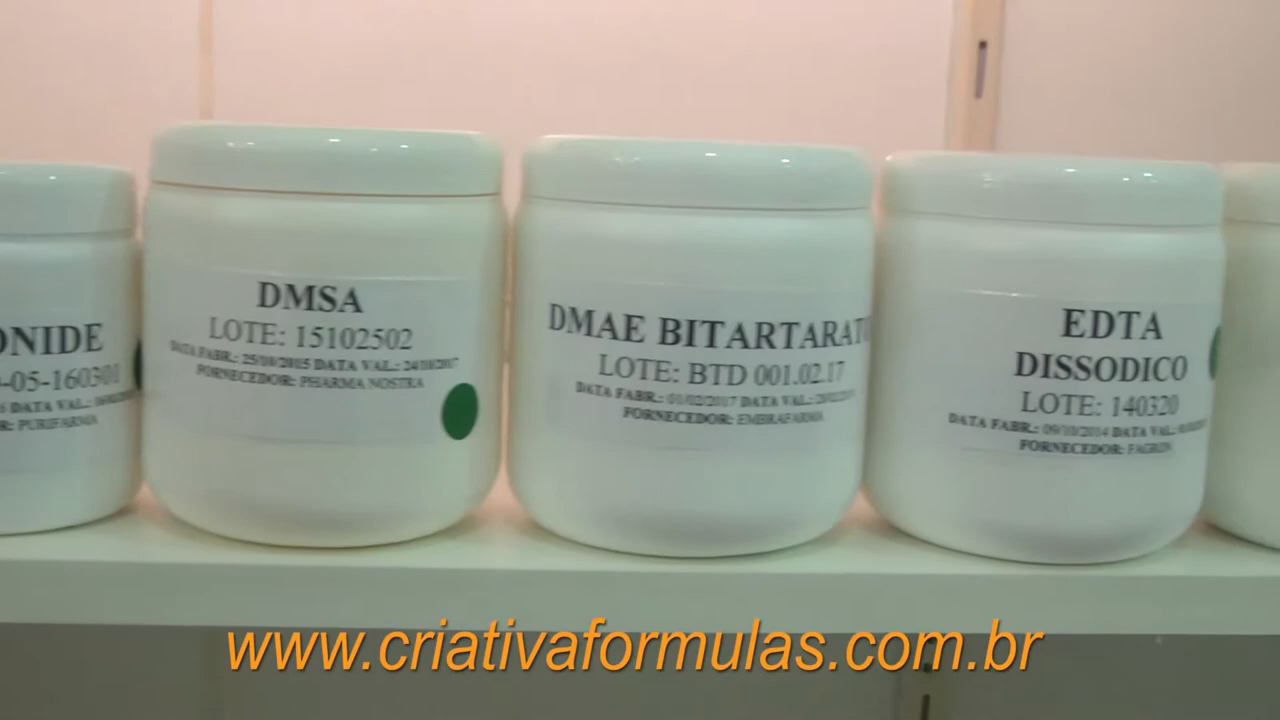 ONIDE
-05-160301
DATA VAL.:
R: PURIFARMA
DMSA
LOTE: 15102502
DATA FABR.: 25/10/2015 DATA VAL.: 24/10/2017
FORNECEDOR: PHARMA NOSTRA
DMAE BITARTARATO
LOTE: BTD 001.02.17
DATA FABR.: 01/02/2017 DATA VAL.:
FORNECEDOR: EMBRAFARMA
EDTA
DISSODICO
LOTE: 140320
DATA FABR.: 09/10/2014 DATA VAL.:
FORNECEDOR: FAGRON
www.criativaformulas.com.br